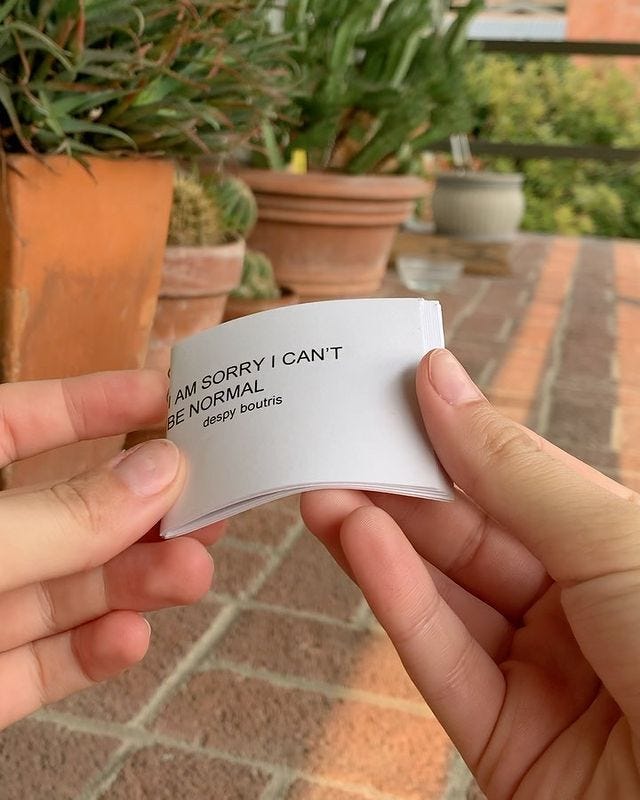 I AM SORRY I CAN'T
BE NORMAL
despy boutris